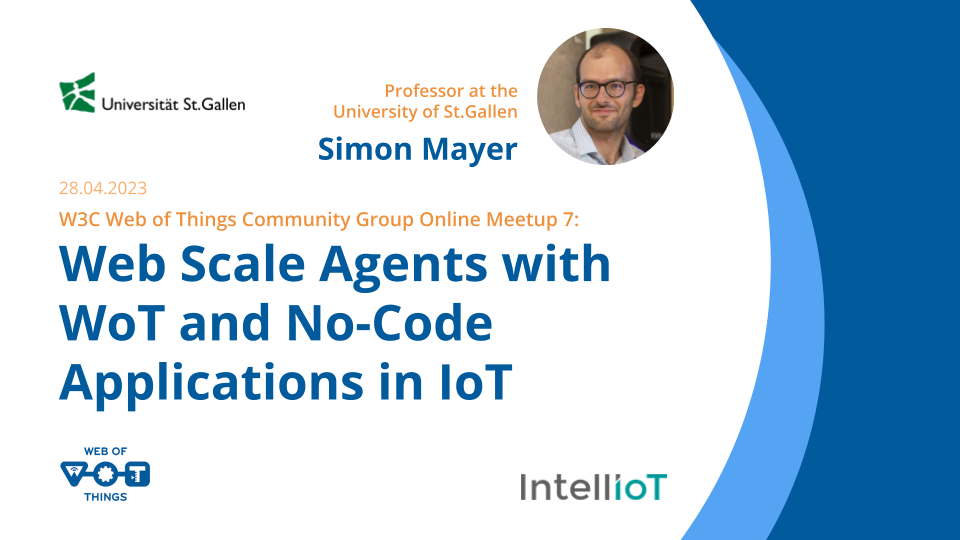 Universität St.Gallen
Professor at the
University of St.Gallen
Simon Mayer
28.04.2023
W3C Web of Things Community Group Online Meetup 7:
Web Scale Agents with
WoT and No-Code
Applications in IoT
WEB OF
WOT
THINGS
IntellIoT